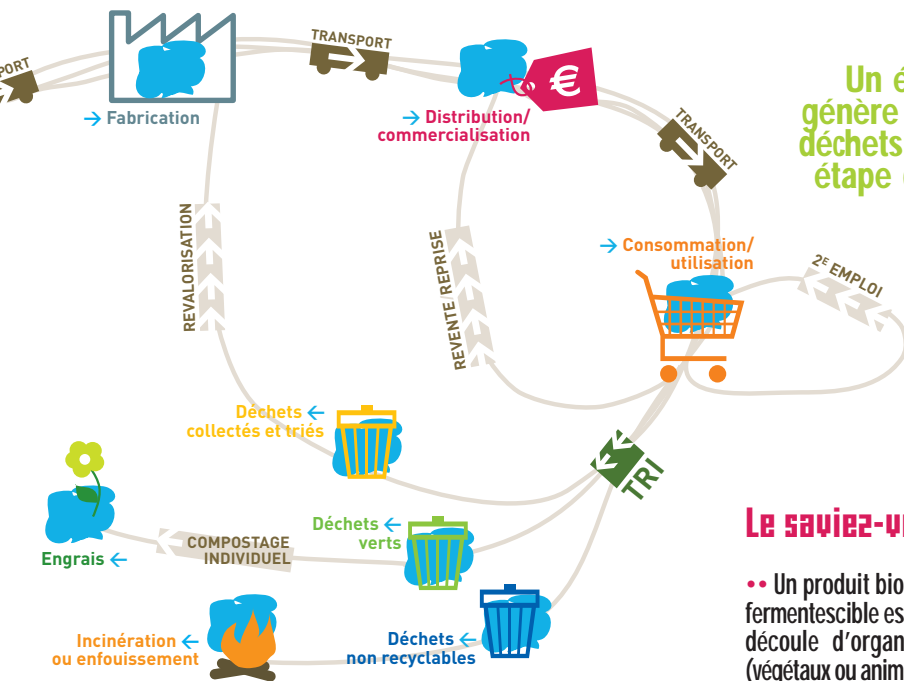 PORT
TRANSPORT
→ Fabrication
→ Distribution/
commercialisation
TRANSPORT
€
Un é
génère
déchets
étape
→ Consommation/
utilisation
2E EMPLOI
REVALORISATION
REVENTE/REPRISE
Déchets ←
collectés et triés
TRI
Déchets ←
verts
COMPOSTAGE
INDIVIDUEL
Engrais ←
Incinération ←
ou enfouissement
Déchets ←
non recyclables
Le saviez-v
•• Un produit bio
fermentescible es
découle d'organ
(végétaux ou anim